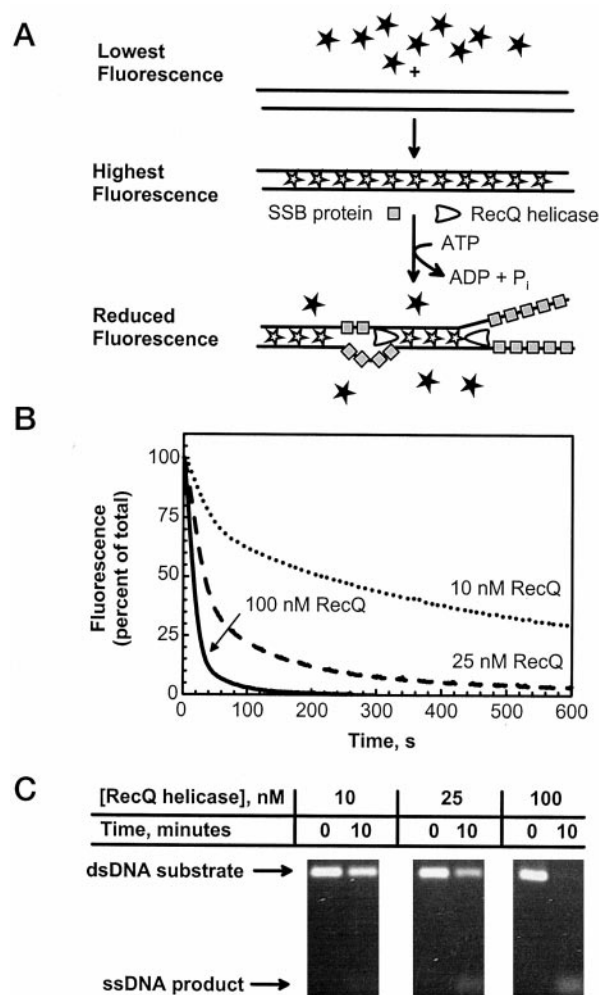 A
Lowest
Fluorescence
+
Highest
Fluorescence
SSB protein
RecQ helicase
ATP
ADP + Pi
Reduced
Fluorescence
B
Fluorescence
(percent of total)
100
75
50
25
0
100 nM RecQ
10 nM RecQ
25 nM RecQ
0 100 200 300 400 500 600
Time, s
C
[RecQ helicase], nM 10 25 100
Time, minutes 0 10 0 10 0 10
dsDNA substrate
ssDNA product